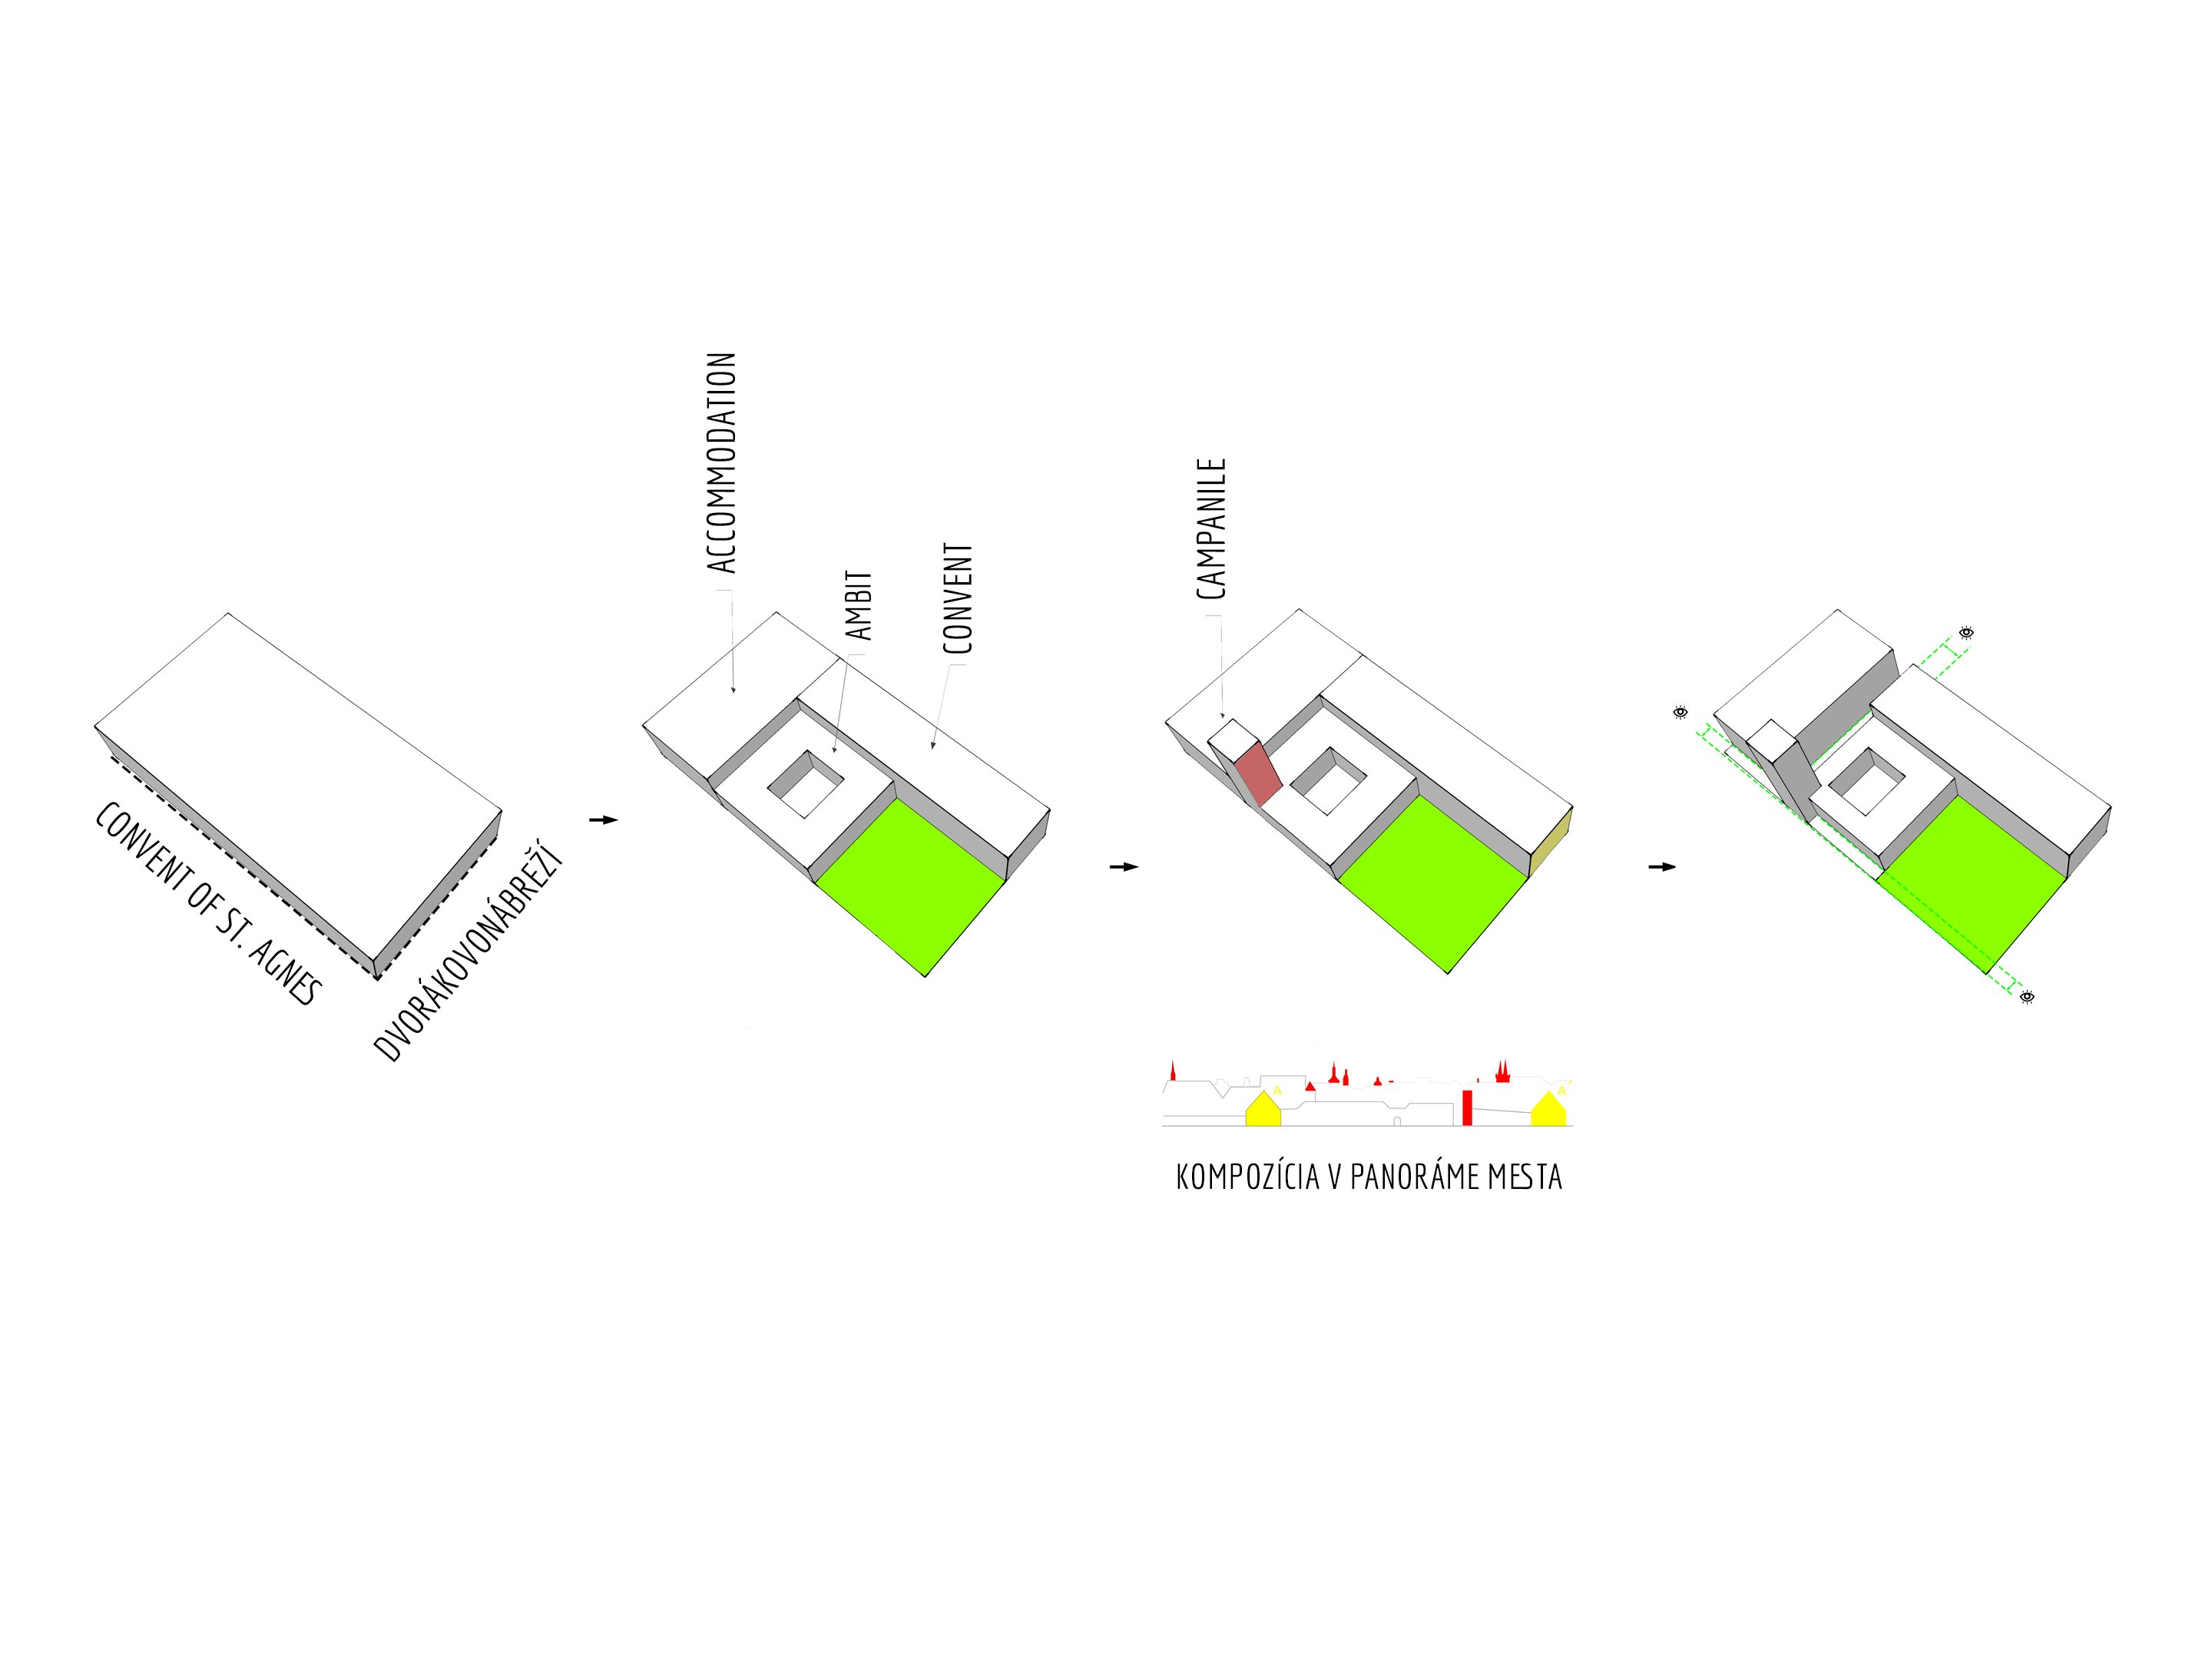 CONVENT OF ST. AGNES
DVORÁKOVONÁBREŽÍ
ACCOMMODATION
AMBIT
CONVENT
CAMPANILE
A
A'
KOMPOZÍCIA V PANORÁME MESTA